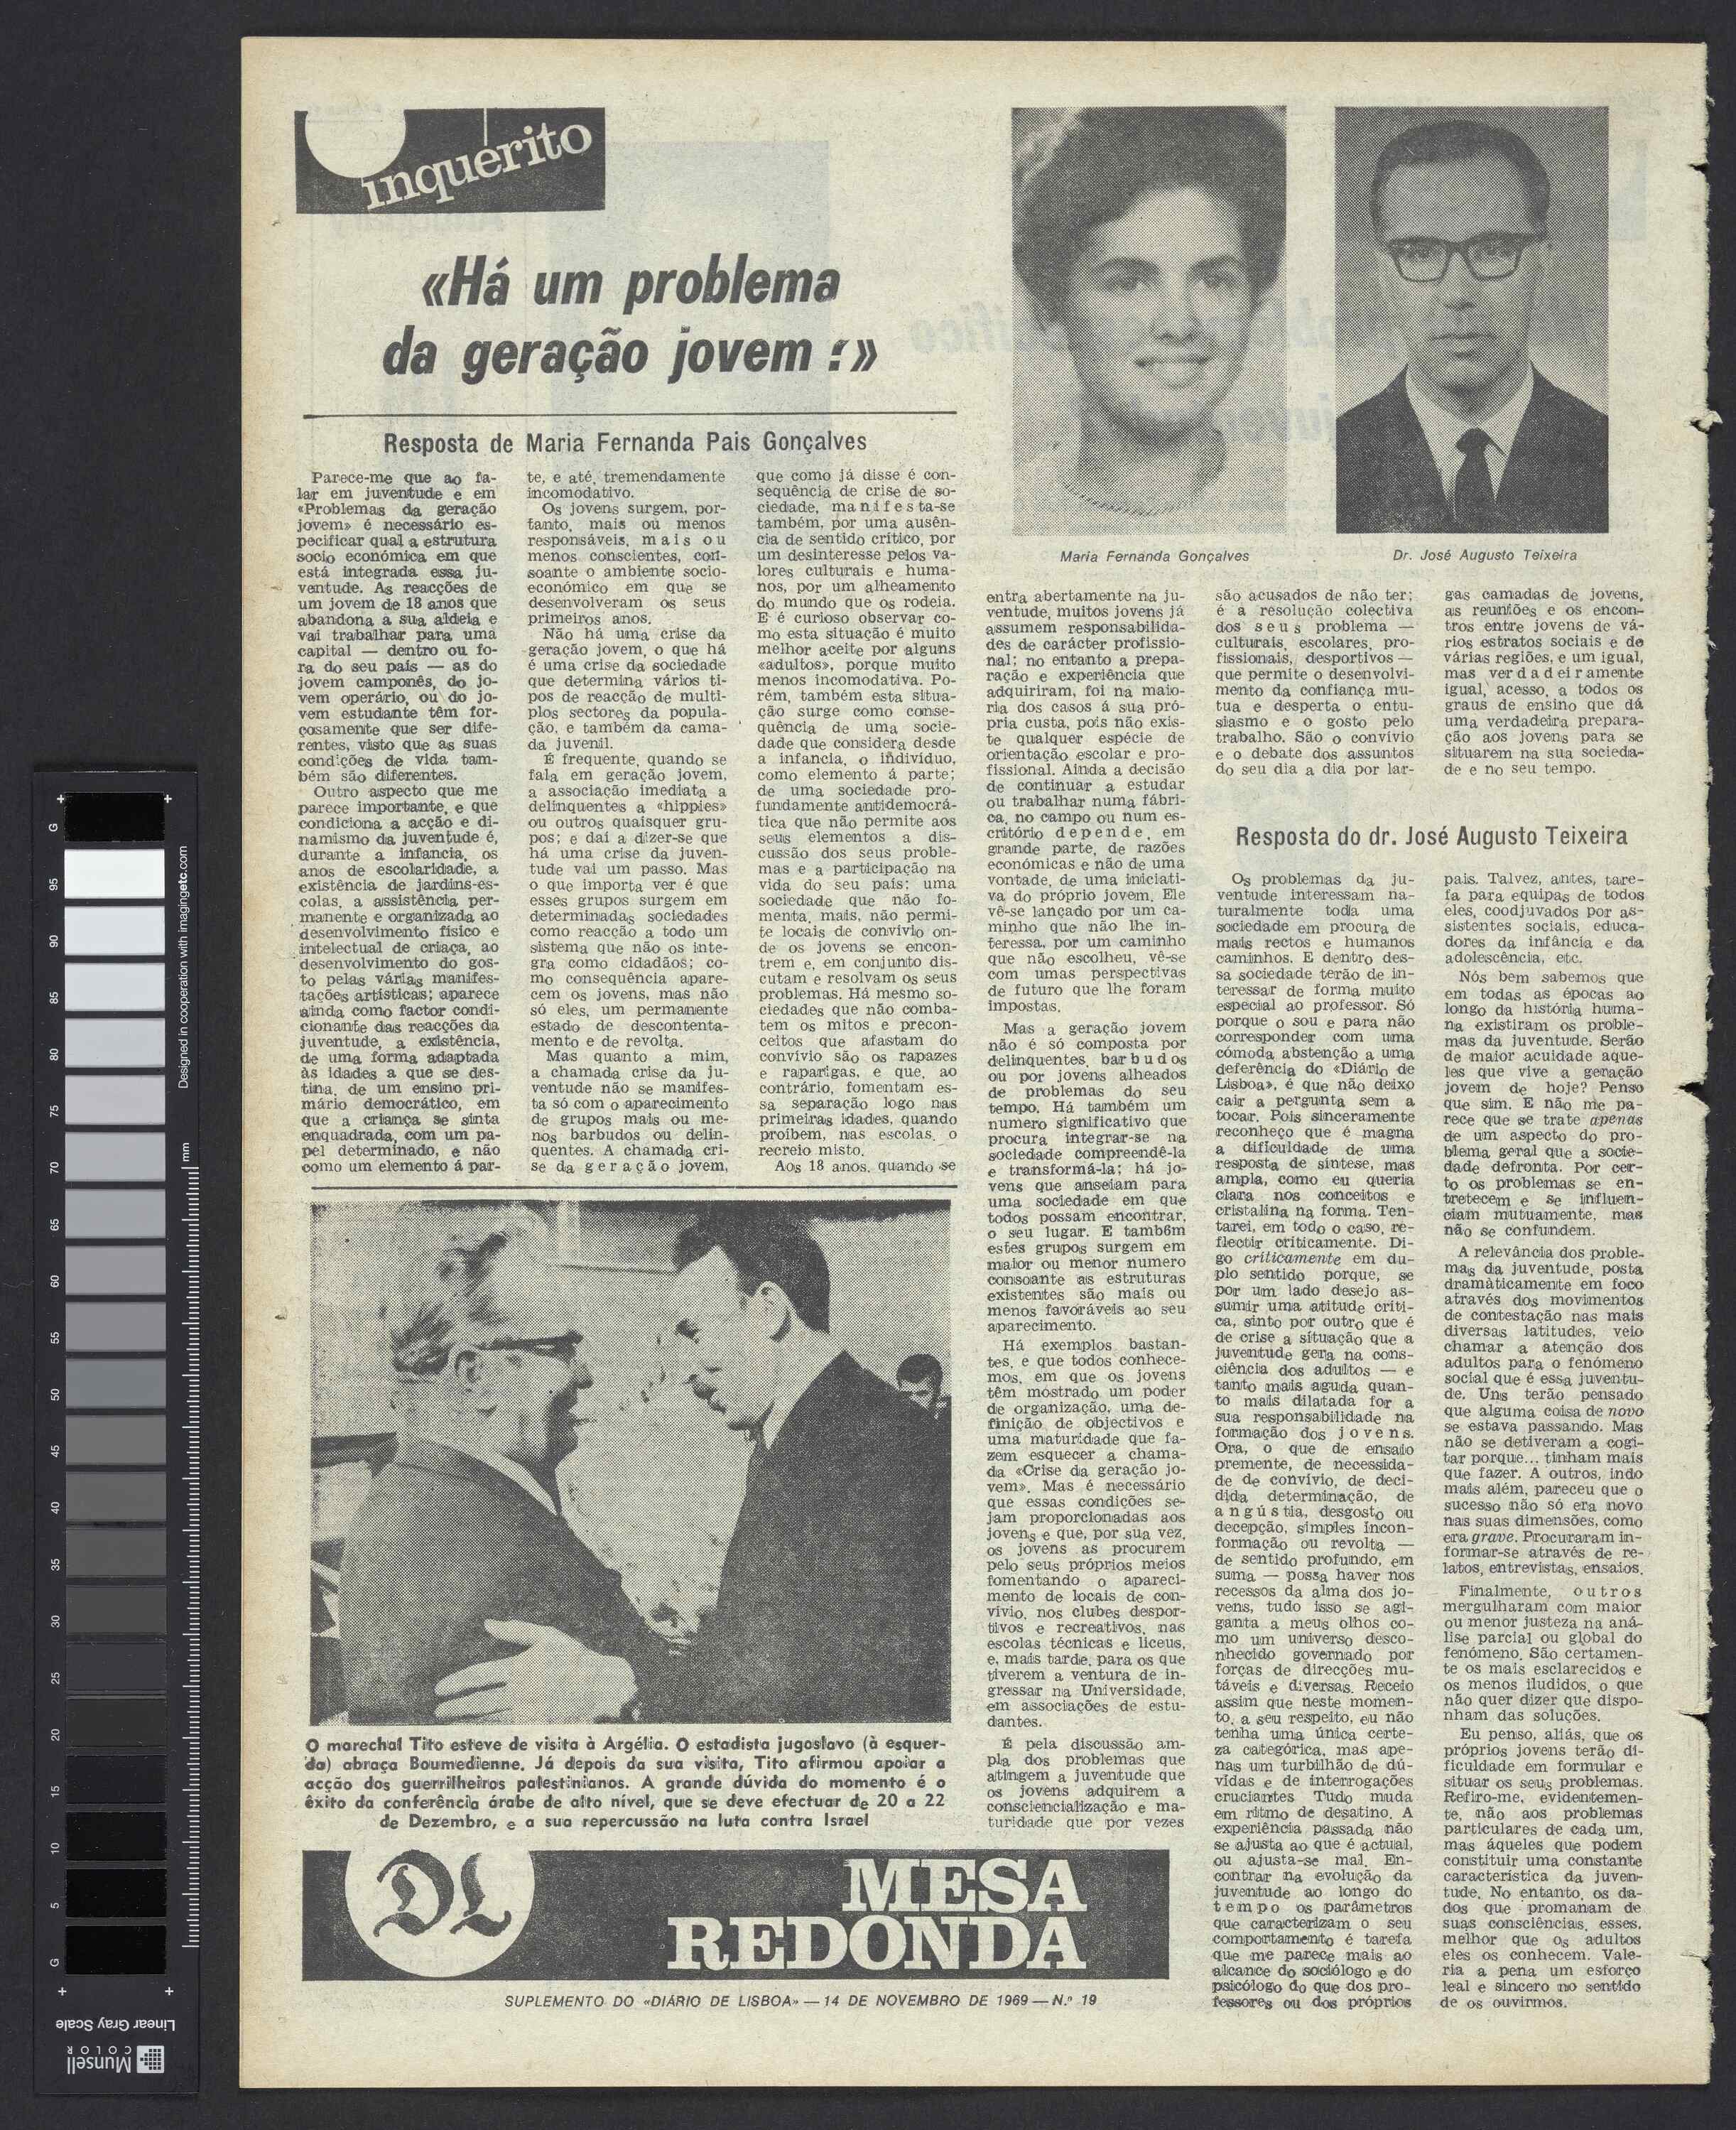 inquérito
«Há um problema
da geração jovem ?»
Resposta de Maria Fernanda Pais Gonçalves
Parece-me que ao fa-
lar em juventude e em
«Problemas da geração
jovem» é necessário es-
pecificar qual a estrutura
socio económica em que
está integrada essa ju-
ventude. As reacções de
um jovem de 18 anos que
abandona a sua aldeia e
vai trabalhar para uma
capital — dentro ou fo-
ra do seu país — as do
jovem camponês, do jo-
vem operário, ou do jo-
vem estudante têm for-
çosamente que ser dife-
rentes, visto que as suas
condições de vida tam-
bém são diferentes.
Outro aspecto que me
parece importante e que
condiciona a acção e di-
namismo da juventude é,
durante a infancia, os
anos de escolaridade, a
existência de jardins-es-
colas, a assistência per-
manente e organizada ao
desenvolvimento físico e
intelectual de criaça, ao
desenvolvimento do gos-
to pelas várias manifes-
tações artísticas; aparece
ainda como factor condi-
cionante das reacções da
juventude, a existência,
de uma forma adaptada
às idades a que se des-
tina, de um ensino pri-
mário democrático, em
que a criança se sinta
enquadrada, com um pa-
pel determinado, e não
como um elemento á par-
te, e até, tremendamente
incomodativo.
Os jovens surgem, por-
tanto, mais ou menos
responsáveis, mais ou
menos conscientes, con-
soante o ambiente socio-
económico em que se
desenvolveram os seus
primeiros anos.
Não há uma crise da
geração jovem, o que há
é uma crise da sociedade
que determina vários ti-
pos de reacção de multi-
plos sectores da popula-
ção, e também da cama-
da juvenil.
É frequente, quando se
fala em geração jovem,
a associação imediata a
delinquentes a «hippies»
ou outros quaisquer gru-
pos; e daí a dizer-se que
há uma crise da juven-
tude vai um passo. Mas
o que importa ver é que
esses grupos surgem em
determinadas sociedades
como reacção a todo um
sistema que não os inte-
gra como cidadãos; co-
mo consequência apare-
cem os jovens, mas não
só eles, um permanente
estado de descontenta-
mento e de revolta.
Mas quanto a mim,
a chamada crise da ju-
ventude não se manifes-
ta só com o aparecimento
de grupos mais ou me-
nos barbudos ou delin-
quentes. A chamada cri-
se da geração jovem,
que como já disse é con-
sequência de crise de so-
ciedade, manifesta-se
também, por uma ausên-
cia de sentido crítico, por
um desinteresse pelos va-
lores culturais e huma-
nos, por um alheamento
do mundo que os rodeia.
E é curioso observar co-
mo esta situação é muito
melhor aceite por alguns
«adultos», porque muito
menos incomodativa. Po-
rém, também esta situa-
ção surge como conse-
quência de uma socie-
dade que considera desde
a infancia, o indivíduo,
como elemento á parte;
de uma sociedade pro-
fundamente antidemocrá-
tica que não permite aos
seus elementos a dis-
cussão dos seus proble-
mas e a participação na
vida do seu país; uma
sociedade que não fo-
menta, mais, não permi-
te locais de convívio on-
de os jovens se encon-
trem e, em conjunto dis-
cutam e resolvam os seus
problemas. Há mesmo so-
ciedades que não comba-
tem os mitos e precon-
ceitos que afastam do
convívio são os rapazes
e raparigas, e que, ao
contrário, fomentam es-
sa separação logo nas
primeiras idades, quando
proíbem, nas escolas, o
recreio misto.
Aos 18 anos, quando se
Maria Fernanda Gonçalves
Dr. José Augusto Teixeira
entra abertamente na ju-
ventude, muitos jovens já
assumem responsabilida-
des de carácter profissio-
nal; no entanto a prepa-
ração e experiência que
adquiriram, foi na maio-
ria dos casos á sua pró-
pria custa, pois não exis-
te qualquer espécie de
orientação escolar e pro-
fissional. Ainda a decisão
de continuar a estudar
ou trabalhar numa fábri-
ca, no campo ou num es-
critório depende, em
grande parte, de razões
económicas e não de uma
vontade, de uma iniciati-
va do próprio jovem. Ele
vê-se lançado por um ca-
minho que não lhe in-
teressa, por um caminho
que não escolheu, vê-se
com umas perspectivas
de futuro que lhe foram
impostas.
Mas a geração jovem
não é só composta por
delinquentes, barbudos
ou por jovens alheados
de problemas do seu
tempo. Há também um
numero significativo que
procura integrar-se na
sociedade compreendê-la
e transformá-la; há jo-
vens que anseiam para
uma sociedade em que
todos possam encontrar,
o seu lugar. E tambêm
estes grupos surgem em
maior ou menor numero
consoante as estruturas
existentes são mais ou
menos favoráveis ao seu
aparecimento.
Há exemplos bastan-
tes, e que todos conhece-
mos, em que os jovens
têm mostrado um poder
de organização, uma de-
finição de objectivos e
uma maturidade que fa-
zem esquecer a chama-
da «Crise da geração jo-
vem». Mas é necessário
que essas condições se-
jam proporcionadas aos
jovens e que, por sua vez,
os jovens as procurem
pelo seus próprios meios
fomentando o apareci-
mento de locais de con-
vívio, nos clubes despor-
tivos e recreativos, nas
escolas técnicas e liceus,
e, mais tarde, para os que
tiverem a ventura de in-
gressar na Universidade,
em associações de estu-
dantes.
É pela discussão am-
pla dos problemas que
atingem a juventude que
os jovens adquirem a
consciencialização e ma-
turidade que por vezes
são acusados de não ter;
é a resolução colectiva
dos seus problema —
culturais, escolares, pro-
fissionais, desportivos —
que permite o desenvolvi-
mento da confiança mu-
tua e desperta o entu-
siasmo e o gosto pelo
trabalho. São o convívio
e o debate dos assuntos
do seu dia a dia por lar-
gas camadas de jovens,
as reuniões e os encon-
tros entre jovens de vá-
rios estratos sociais e de
várias regiões, e um igual,
mas verdadeiramente
igual, acesso, a todos os
graus de ensino que dá
uma verdadeira prepara-
ção aos jovens para se
situarem na sua socieda-
de e no seu tempo.
Resposta do dr. José Augusto Teixeira
Os problemas da ju-
ventude interessam na-
turalmente toda uma
sociedade em procura de
mais rectos e humanos
caminhos. E dentro des-
sa sociedade terão de in-
teressar de forma muito
especial ao professor. Só
porque o sou e para não
corresponder com uma
cómoda abstenção a uma
deferência do «Diário de
Lisboa», é que não deixo
cair a pergunta sem a
tocar. Pois sinceramente
reconheço que é magna
a dificuldade de uma
resposta de síntese, mas
ampla, como eu queria
clara nos conceitos e
cristalina na forma. Ten-
tarei, em todo o caso, re-
flectir criticamente. Di-
go criticamente em du-
plo sentido porque, se
por um lado desejo as-
sumir uma atitude críti-
ca, sinto por outro que é
de crise a situação que a
juventude gera na cons-
ciência dos adultos — e
tanto mais aguda quan-
to mais dilatada for a
sua responsabilidade na
formação dos jovens.
Ora, o que de ensaio
premente, de necessida-
de de convívio, de deci-
dida determinação, de
angústia, desgosto ou
decepção, simples incon-
formação ou revolta —
de sentido profundo, em
suma — possa haver nos
recessos da alma dos jo-
vens, tudo isso se agi-
ganta a meus olhos co-
mo um universo desco-
nhecido governado por
forças de direcções mu-
táveis e diversas. Receio
assim que neste momen-
to, a seu respeito, eu não
tenha uma única certe-
za categórica, mas ape-
nas um turbilhão de dú-
vidas e de interrogações
cruciantes Tudo muda
em ritmo de desatino. A
experiência passada não
se ajusta ao que é actual,
ou ajusta-se mal. En-
contrar na evolução da
juventude ao longo do
tempo os parâmetros
que caracterizam o seu
comportamento é tarefa
que me parece mais ao
alcance do sociólogo e do
psicólogo do que dos pro-
fessores ou dos próprios
pais. Talvez, antes, tare-
fa para equipas de todos
eles, coodjuvados por as-
sistentes sociais, educa-
dores da infância e da
adolescência, etc.
Nós bem sabemos que
em todas as épocas ao
longo da história huma-
na existiram os proble-
mas da juventude. Serão
de maior acuidade aque-
les que vive a geração
jovem de hoje? Penso
que sim. E não me pa-
rece que se trate apenas
de um aspecto do pro-
blema geral que a socie-
dade defronta. Por cer-
to os problemas se en-
tretecem e se influen-
ciam mutuamente, mas
não se confundem.
A relevância dos proble-
mas da juventude, posta
dramàticamente em foco
através dos movimentos
de contestação nas mais
diversas latitudes, veio
chamar a atenção dos
adultos para o fenómeno
social que é essa juventu-
de. Uns terão pensado
que alguma coisa de novo
se estava passando. Mas
não se detiveram a cogi-
tar porque... tinham mais
que fazer. A outros, indo
mais além, pareceu que o
sucesso não só era novo
nas suas dimensões, como
era grave. Procuraram in-
formar-se através de re-
latos, entrevistas, ensaios.
Finalmente, outros
mergulharam com maior
ou menor justeza na aná-
lise parcial ou global do
fenómeno. São certamen-
te os mais esclarecidos e
os menos iludidos, o que
não quer dizer que dispo-
nham das soluções.
Eu penso, aliás, que os
próprios jovens terão di-
ficuldade em formular e
situar os seus problemas.
Refiro-me, evidentemen-
te, não aos problemas
particulares de cada um,
mas áqueles que podem
constituir uma constante
característica da juven-
tude. No entanto, os da-
dos que promanam de
suas consciências, esses,
melhor que os adultos
eles os conhecem. Vale-
ria a pena um esforço
leal e sincero no sentido
de os ouvirmos.
O marechal Tito esteve de visita à Argélia. O estadista jugoslavo (à esquer-
da) abraça Boumedienne. Já depois da sua visita, Tito afirmou apoiar a
acção dos guerrilheiros palestinianos. A grande dúvida do momento é o
êxito da conferência árabe de alto nível, que se deve efectuar de 20 a 22
de Dezembro, e a sua repercussão na luta contra Israel
DL
MESA
REDONDA
SUPLEMENTO DO «DIÁRIO DE LISBOA» — 14 DE NOVEMBRO DE 1969 — N.º 19
G
95
90
85
80
75
70
65
60
55
50
45
40
35
30
25
20
15
10
5
G
mm
Designed in cooperation with imagingetc.com
Linear Gray Scale
Munsell
COLOR